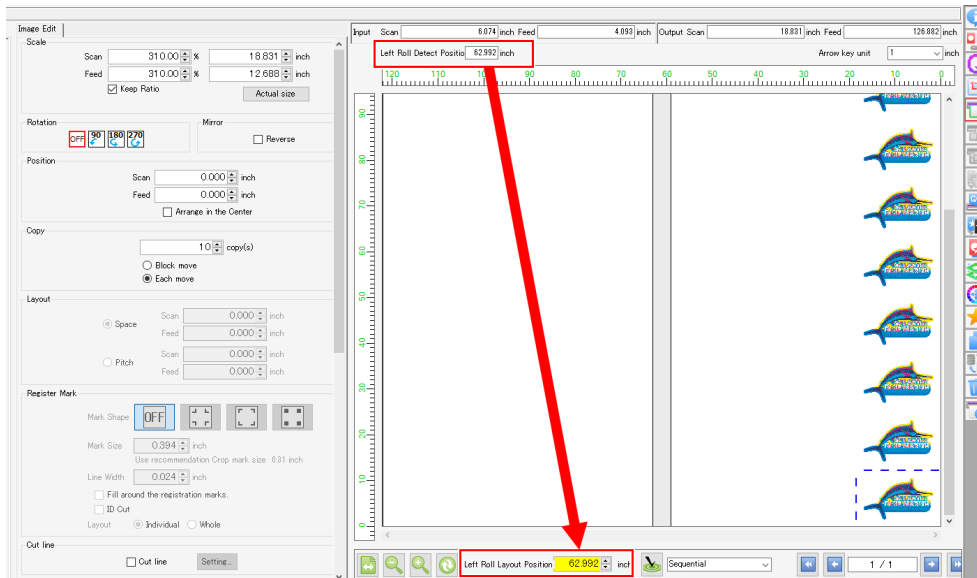 Image Edit
Scale
Scan 310.00 % 18.831 inch
Feed 310.00 % 12.688 inch
Keep Ratio
Actual size
Rotation
OFF 90 180 270
Mirror
Reverse
Position
Scan 0.000 inch
Feed 0.000 inch
Arrange in the Center
Copy
10 copy(s)
Block move
Each move
Layout
Space
Scan 0.000 inch
Feed 0.000 inch
Pitch
Scan 0.000 inch
Feed 0.000 inch
Register Mark
Mark Shape OFF
Mark Size 0.394 inch
Use recommendation Crop mark size 0.31 inch
Line Width 0.024 inch
Fill around the registration marks.
ID Cut
Layout Individual Whole
Cut line
Cut line Setting...
Input Scan 6.074 inch Feed 4.093 inch Output Scan 18.831 inch Feed 126.882 inch
Left Roll Detect Positio 62.992 inch
Arrow key unit 1 inch
120 110 100 90 80 70 60 50 40 30 20 10 0
90
80
70
60
50
40
30
20
10
0
Left Roll Layout Position 62.992 inch
Sequential
1 / 1